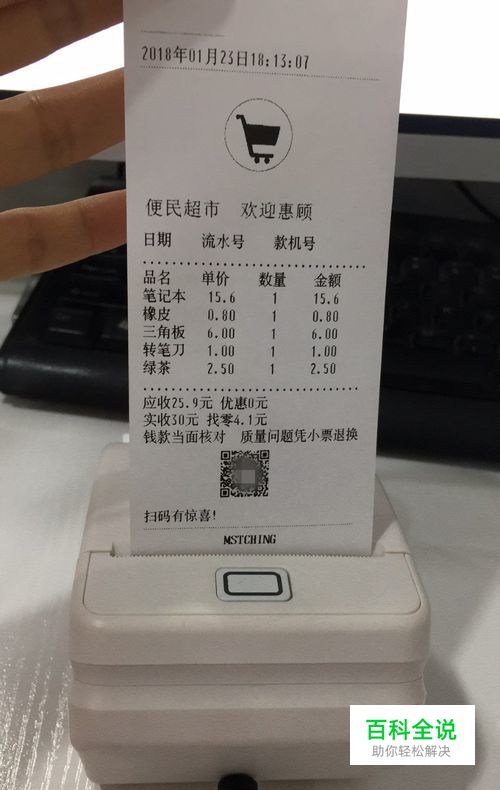 2018年01月23日18:13:07
便民超市 欢迎惠顾
日期 流水号 款机号
品名 单价 数量 金额
笔记本 15.6 1 15.6
橡皮 0.80 1 0.80
三角板 6.00 1 6.00
转笔刀 1.00 1 1.00
绿茶 2.50 1 2.50
应收25.9元 优惠0元
实收30元 找零4.1元
钱款当面核对 质量问题凭小票退换
扫码有惊喜!
MSTCHING
百科全说
助你轻松解决